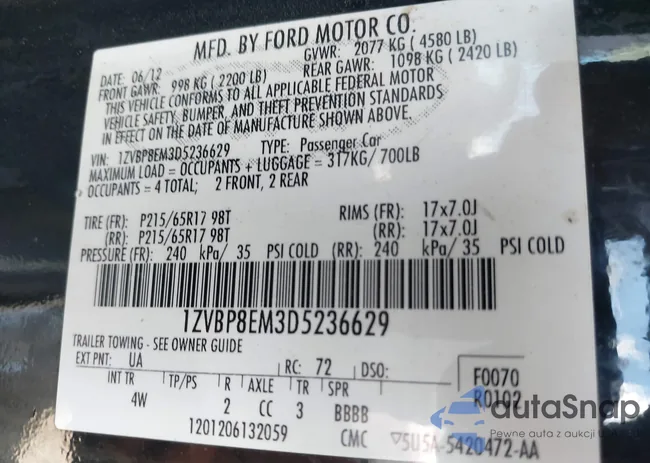 MFD. BY FORD MOTOR CO.
DATE: 06/12 GVWR: 2077 KG (4580 LB)
FRONT GAWR: 998 KG (2200 LB) REAR GAWR: 1098 KG (2420 LB)
THIS VEHICLE CONFORMS TO ALL APPLICABLE FEDERAL MOTOR
VEHICLE SAFETY, BUMPER, AND THEFT PREVENTION STANDARDS
IN EFFECT ON THE DATE OF MANUFACTURE SHOWN ABOVE.
VIN: 1ZVBP8EM3D5236629 TYPE: Passenger Car
MAXIMUM LOAD = OCCUPANTS + LUGGAGE = 317KG/ 700LB
OCCUPANTS = 4 TOTAL; 2 FRONT, 2 REAR
TIRE (FR): P215/65R17 98T RIMS (FR): 17x7.0J
(RR): P215/65R17 98T (RR): 17x7.0J
PRESSURE (FR): 240 kPa/ 35 PSI COLD (RR): 240 kPa/ 35 PSI COLD
1ZVBP8EM3D5236629
TRAILER TOWING - SEE OWNER GUIDE
EXT PNT: UA RC: 72 DSO: F0070
INT TR TP/PS R AXLE TR SPR R0102
4W 2 CC 3 BBBB
1201206132059 CMC ▽5U5A-5420472-AA
autoSnap
Pewne auta z aukcji